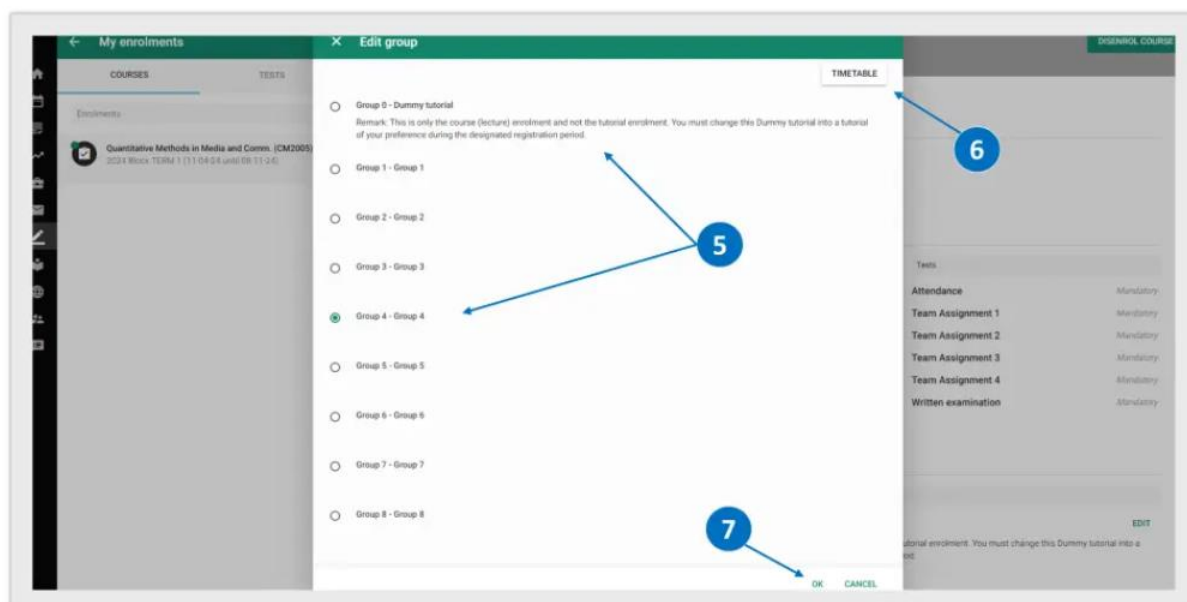 My enrolments
COURSES TESTS
Enrolments
Quantitative Methods in Media and Comm. (CM2005)
2024 Block TERM 1 (11-04-24 until 08-11-24)
Edit group
TIMETABLE
Group 0 - Dummy tutorial
Remark: This is only the course (lecture) enrolment and not the tutorial enrolment. You must change this Dummy tutorial into a tutorial
of your preference during the designated registration period.
Group 1 - Group 1
Group 2 - Group 2
Group 3 - Group 3
Group 4 - Group 4
Group 5 - Group 5
Group 6 - Group 6
Group 7 - Group 7
Group 8 - Group 8
OK CANCEL
5
6
7
DISENROL COURSE
Tests
Attendance Mandatory
Team Assignment 1 Mandatory
Team Assignment 2 Mandatory
Team Assignment 3 Mandatory
Team Assignment 4 Mandatory
Written examination Mandatory
EDIT
utorial enrolment. You must change this Dummy tutorial into a